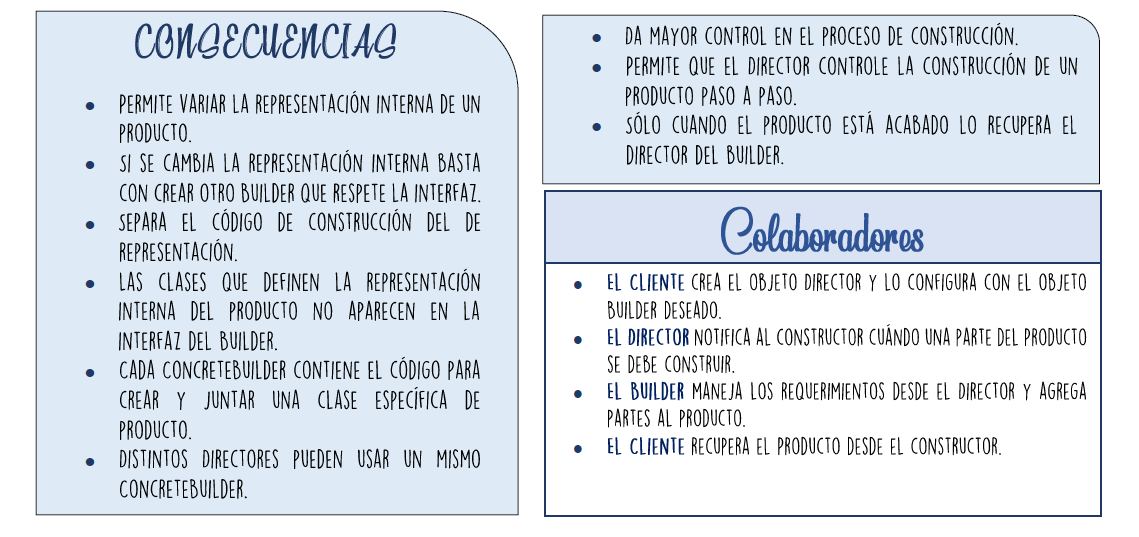 CONSECUENCIAS
• PERMITE VARIAR LA REPRESENTACIÓN INTERNA DE UN
PRODUCTO.
• SI SE CAMBIA LA REPRESENTACIÓN INTERNA BASTA
CON CREAR OTRO BUILDER QUE RESPETE LA INTERFAZ.
• SEPARA EL CÓDIGO DE CONSTRUCCIÓN DEL DE
REPRESENTACIÓN.
• LAS CLASES QUE DEFINEN LA REPRESENTACIÓN
INTERNA DEL PRODUCTO NO APARECEN EN LA
INTERFAZ DEL BUILDER.
• CADA CONCRETEBUILDER CONTIENE EL CÓDIGO PARA
CREAR Y JUNTAR UNA CLASE ESPECÍFICA DE
PRODUCTO.
• DISTINTOS DIRECTORES PUEDEN USAR UN MISMO
CONCRETEBUILDER.
• DA MAYOR CONTROL EN EL PROCESO DE CONSTRUCCIÓN.
• PERMITE QUE EL DIRECTOR CONTROLE LA CONSTRUCCIÓN DE UN
PRODUCTO PASO A PASO.
• SÓLO CUANDO EL PRODUCTO ESTÁ ACABADO LO RECUPERA EL
DIRECTOR DEL BUILDER.
Colaboradores
• EL CLIENTE CREA EL OBJETO DIRECTOR Y LO CONFIGURA CON EL OBJETO
BUILDER DESEADO.
• EL DIRECTOR NOTIFICA AL CONSTRUCTOR CUÁNDO UNA PARTE DEL PRODUCTO
SE DEBE CONSTRUIR.
• EL BUILDER MANEJA LOS REQUERIMIENTOS DESDE EL DIRECTOR Y AGREGA
PARTES AL PRODUCTO.
• EL CLIENTE RECUPERA EL PRODUCTO DESDE EL CONSTRUCTOR.